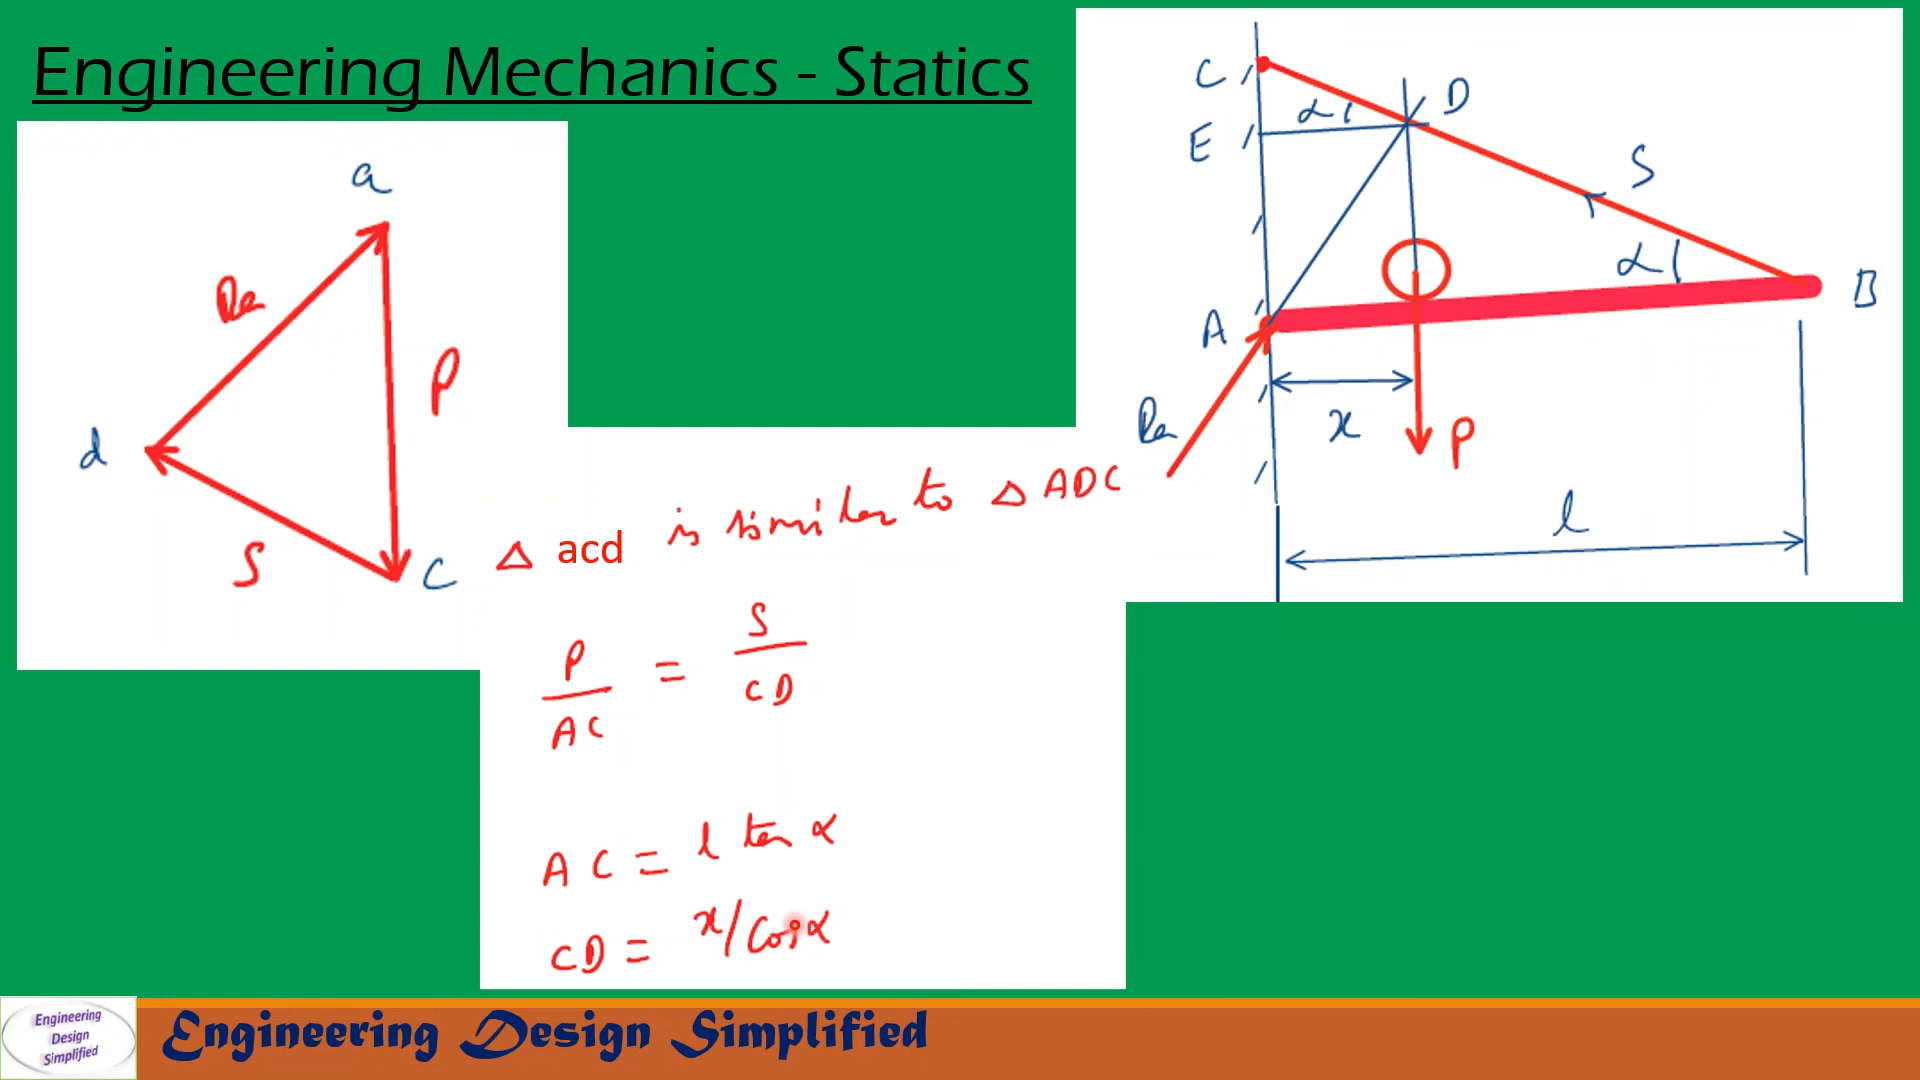 Engineering Mechanics - Statics
a
Ra
P
d
S
C
C
E
α
D
S
α
B
A
x
Ra
P
l
Δ acd is similar to Δ ADC
P/AC = S/CD
AC = l tan α
CD = x/Cos α
Engineering
Design
Simplified
Engineering Design Simplified